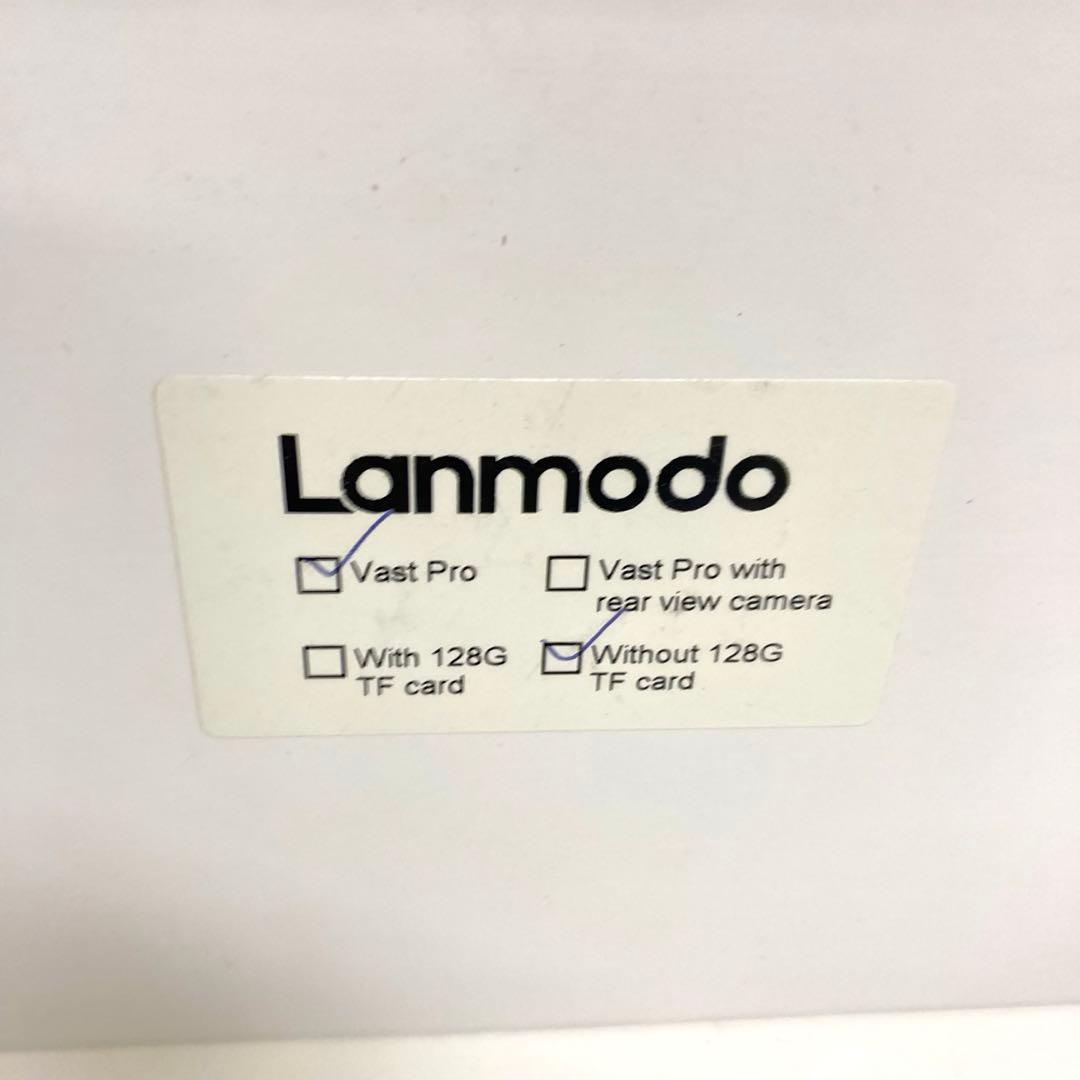 Lanmodo
Vast Pro
Vast Pro with
rear view camera
With 128G
TF card
Without 128G
TF card